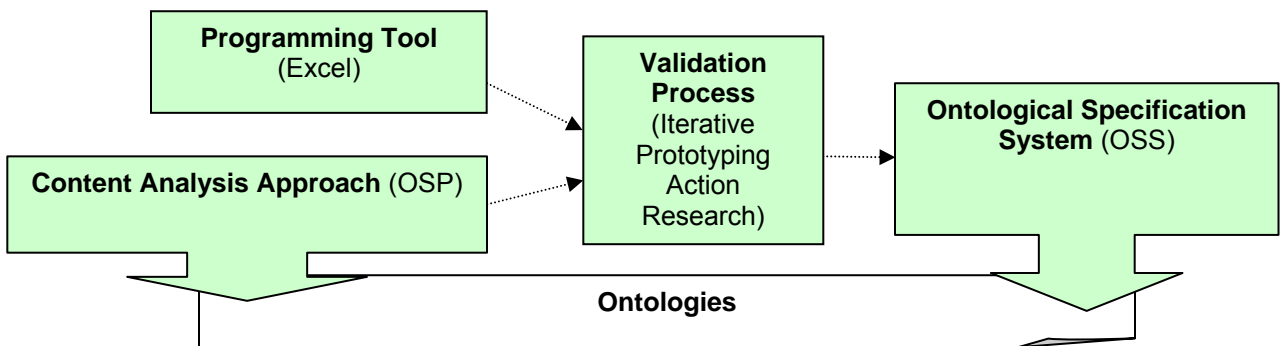 Programming Tool
(Excel)
Content Analysis Approach (OSP)
Validation
Process
(Iterative
Prototyping
Action
Research)
Ontological Specification
System (OSS)
Ontologies